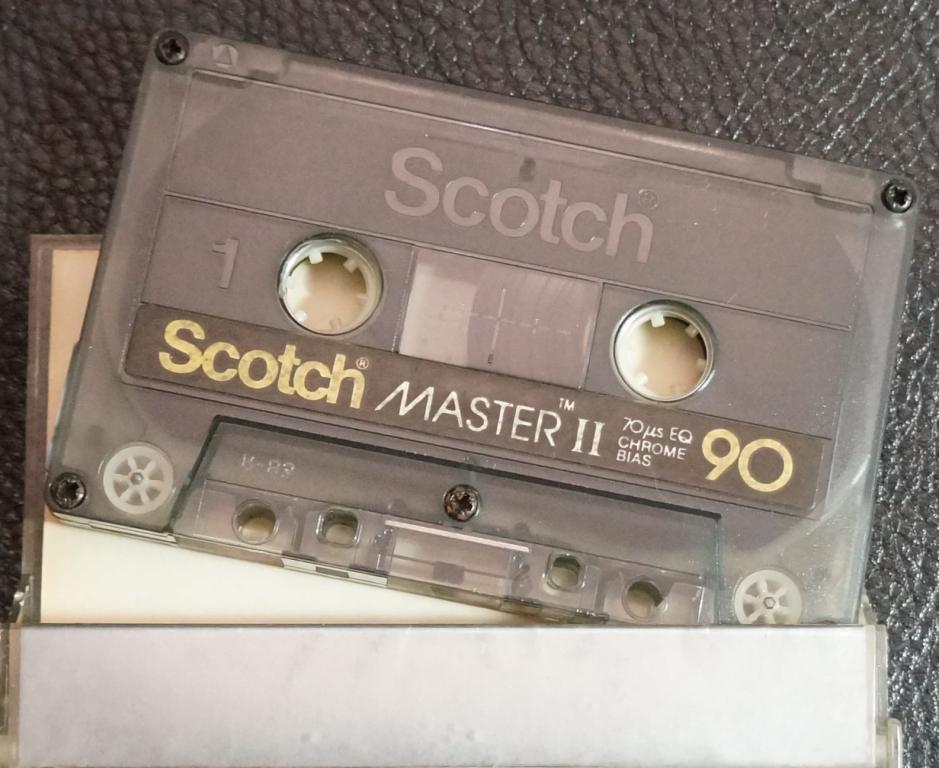 Scotch®
1
Scotch® MASTER™ II 70µs EQ CHROME BIAS 90